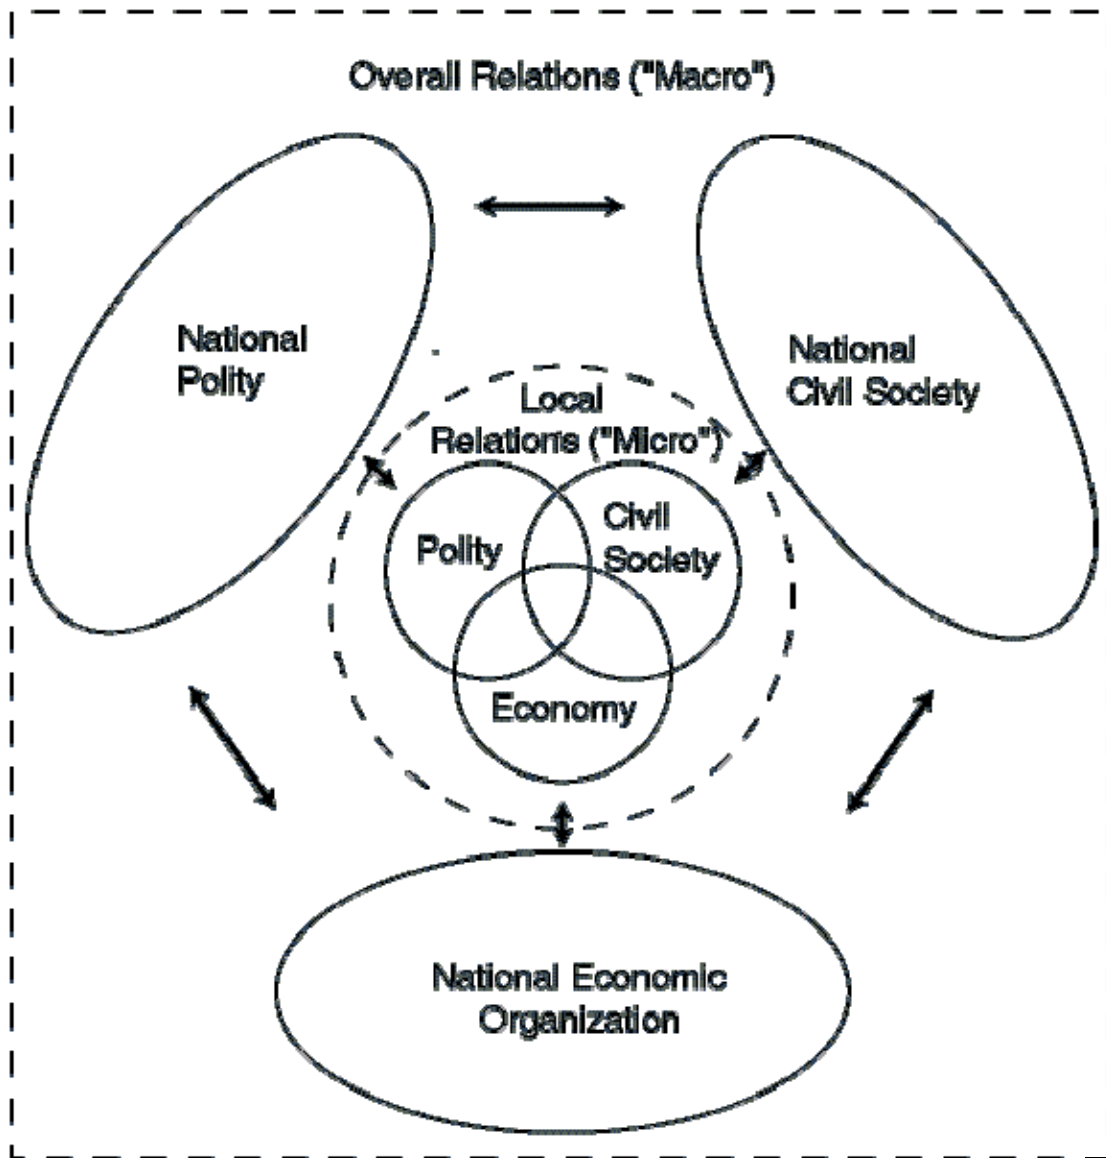 Overall Relations ("Macro")
National
Polity
National
Civil Society
Local
Relations ("Micro")
Polity
Civil
Society
Economy
National Economic
Organization